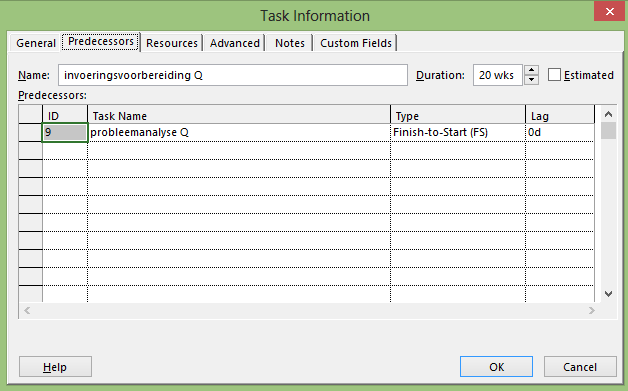 Task Information
General Predecessors Resources Advanced Notes Custom Fields
Name: invoeringsvoorbereiding Q Duration: 20 wks Estimated
Predecessors:
ID Task Name Type Lag
9 probleemanalyse Q Finish-to-Start (FS) 0d
Help OK Cancel